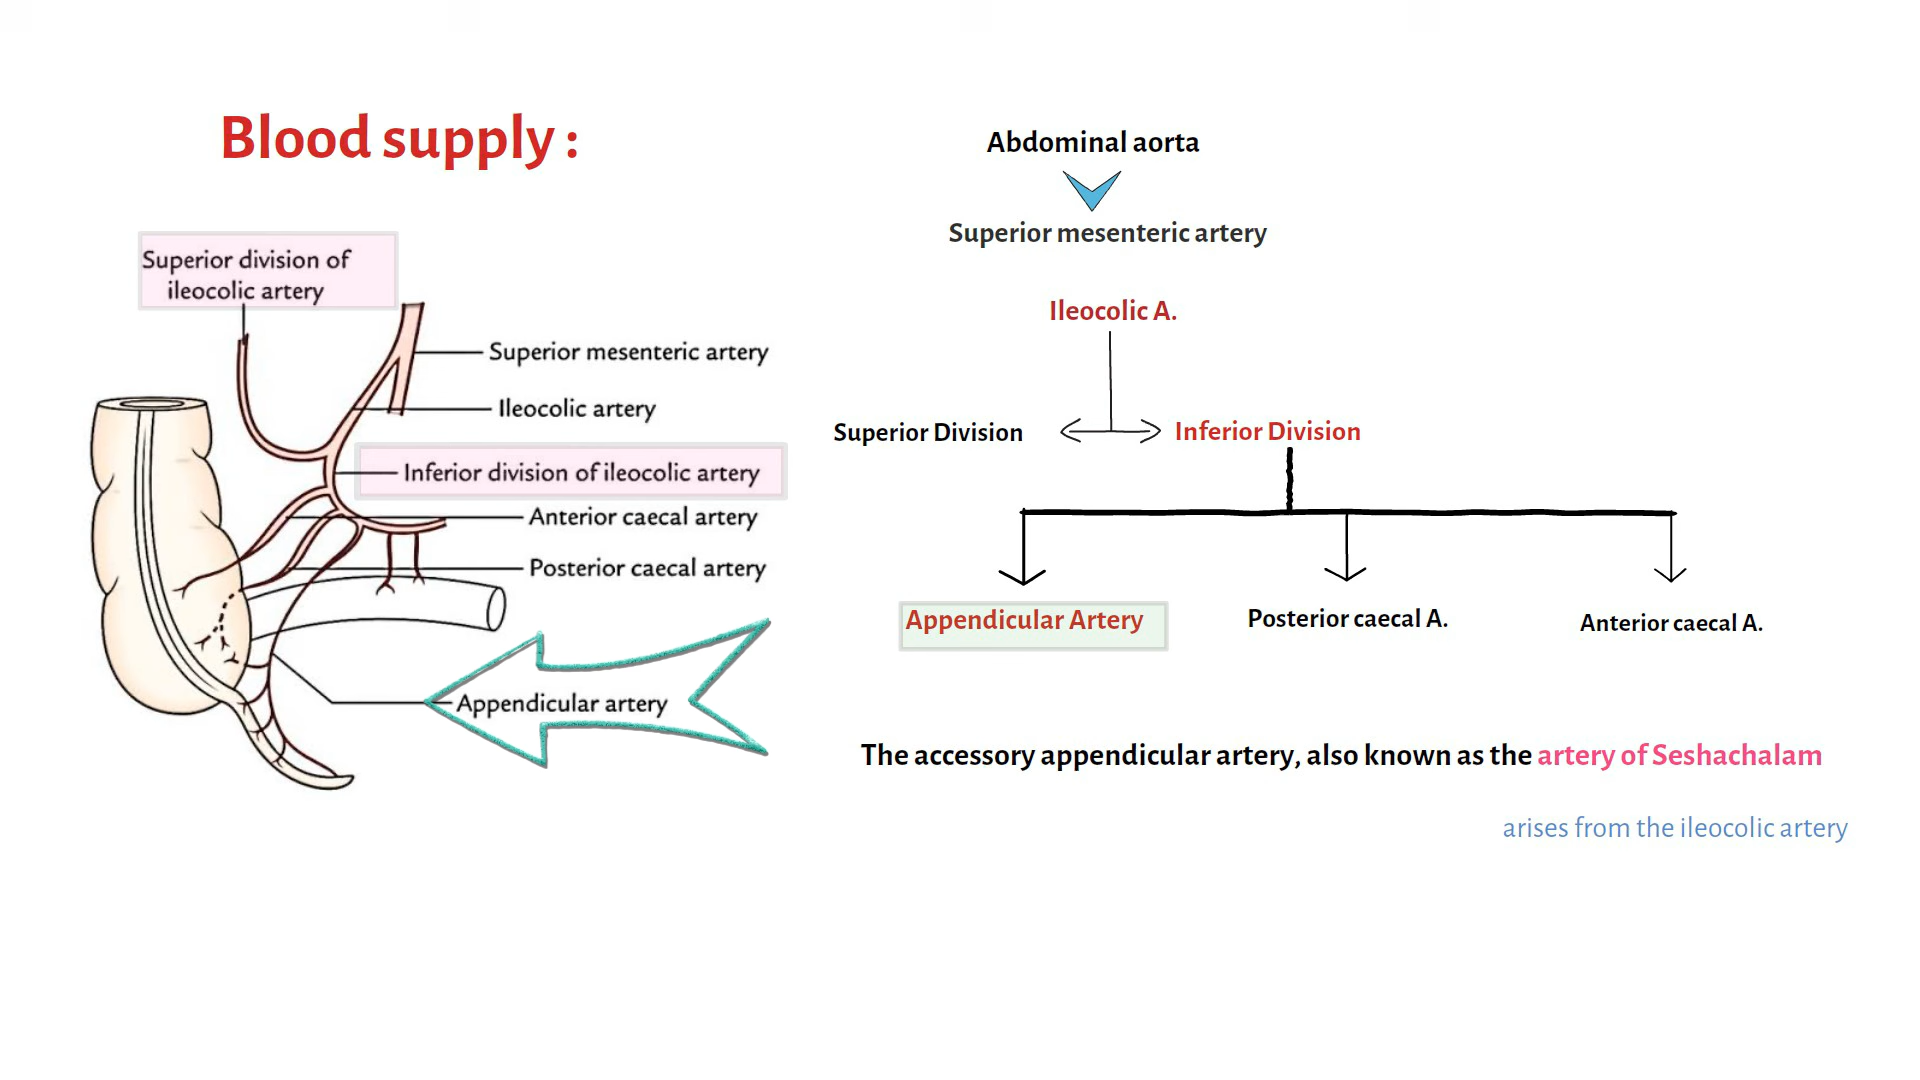 Blood supply :
Superior division of
ileocolic artery
Superior mesenteric artery
Ileocolic artery
Inferior division of ileocolic artery
Anterior caecal artery
Posterior caecal artery
Appendicular artery
Abdominal aorta
Superior mesenteric artery
Ileocolic A.
Superior Division
Inferior Division
Appendicular Artery
Posterior caecal A.
Anterior caecal A.
The accessory appendicular artery, also known as the artery of Seshachalam
arises from the ileocolic artery